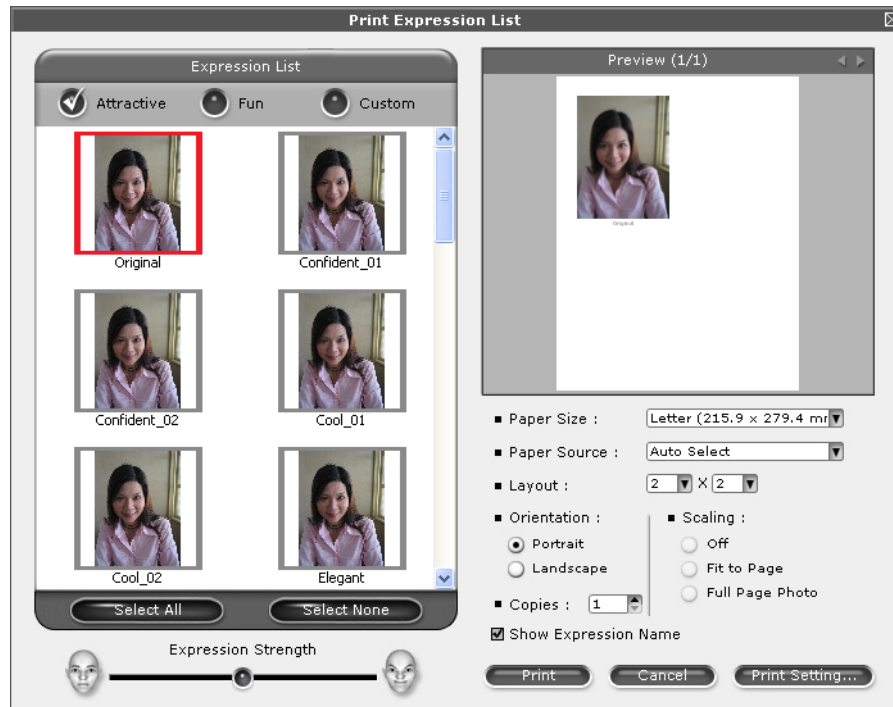 Print Expression List
Expression List
Attractive Fun Custom
Original Confident_01
Confident_02 Cool_01
Cool_02 Elegant
Select All Select None
Expression Strength
Preview (1/1)
Original
Paper Size : Letter (215.9 x 279.4 mr
Paper Source : Auto Select
Layout : 2 X 2
Orientation : Scaling :
Portrait Off
Landscape Fit to Page
Full Page Photo
Copies : 1
Show Expression Name
Print Cancel Print Setting...